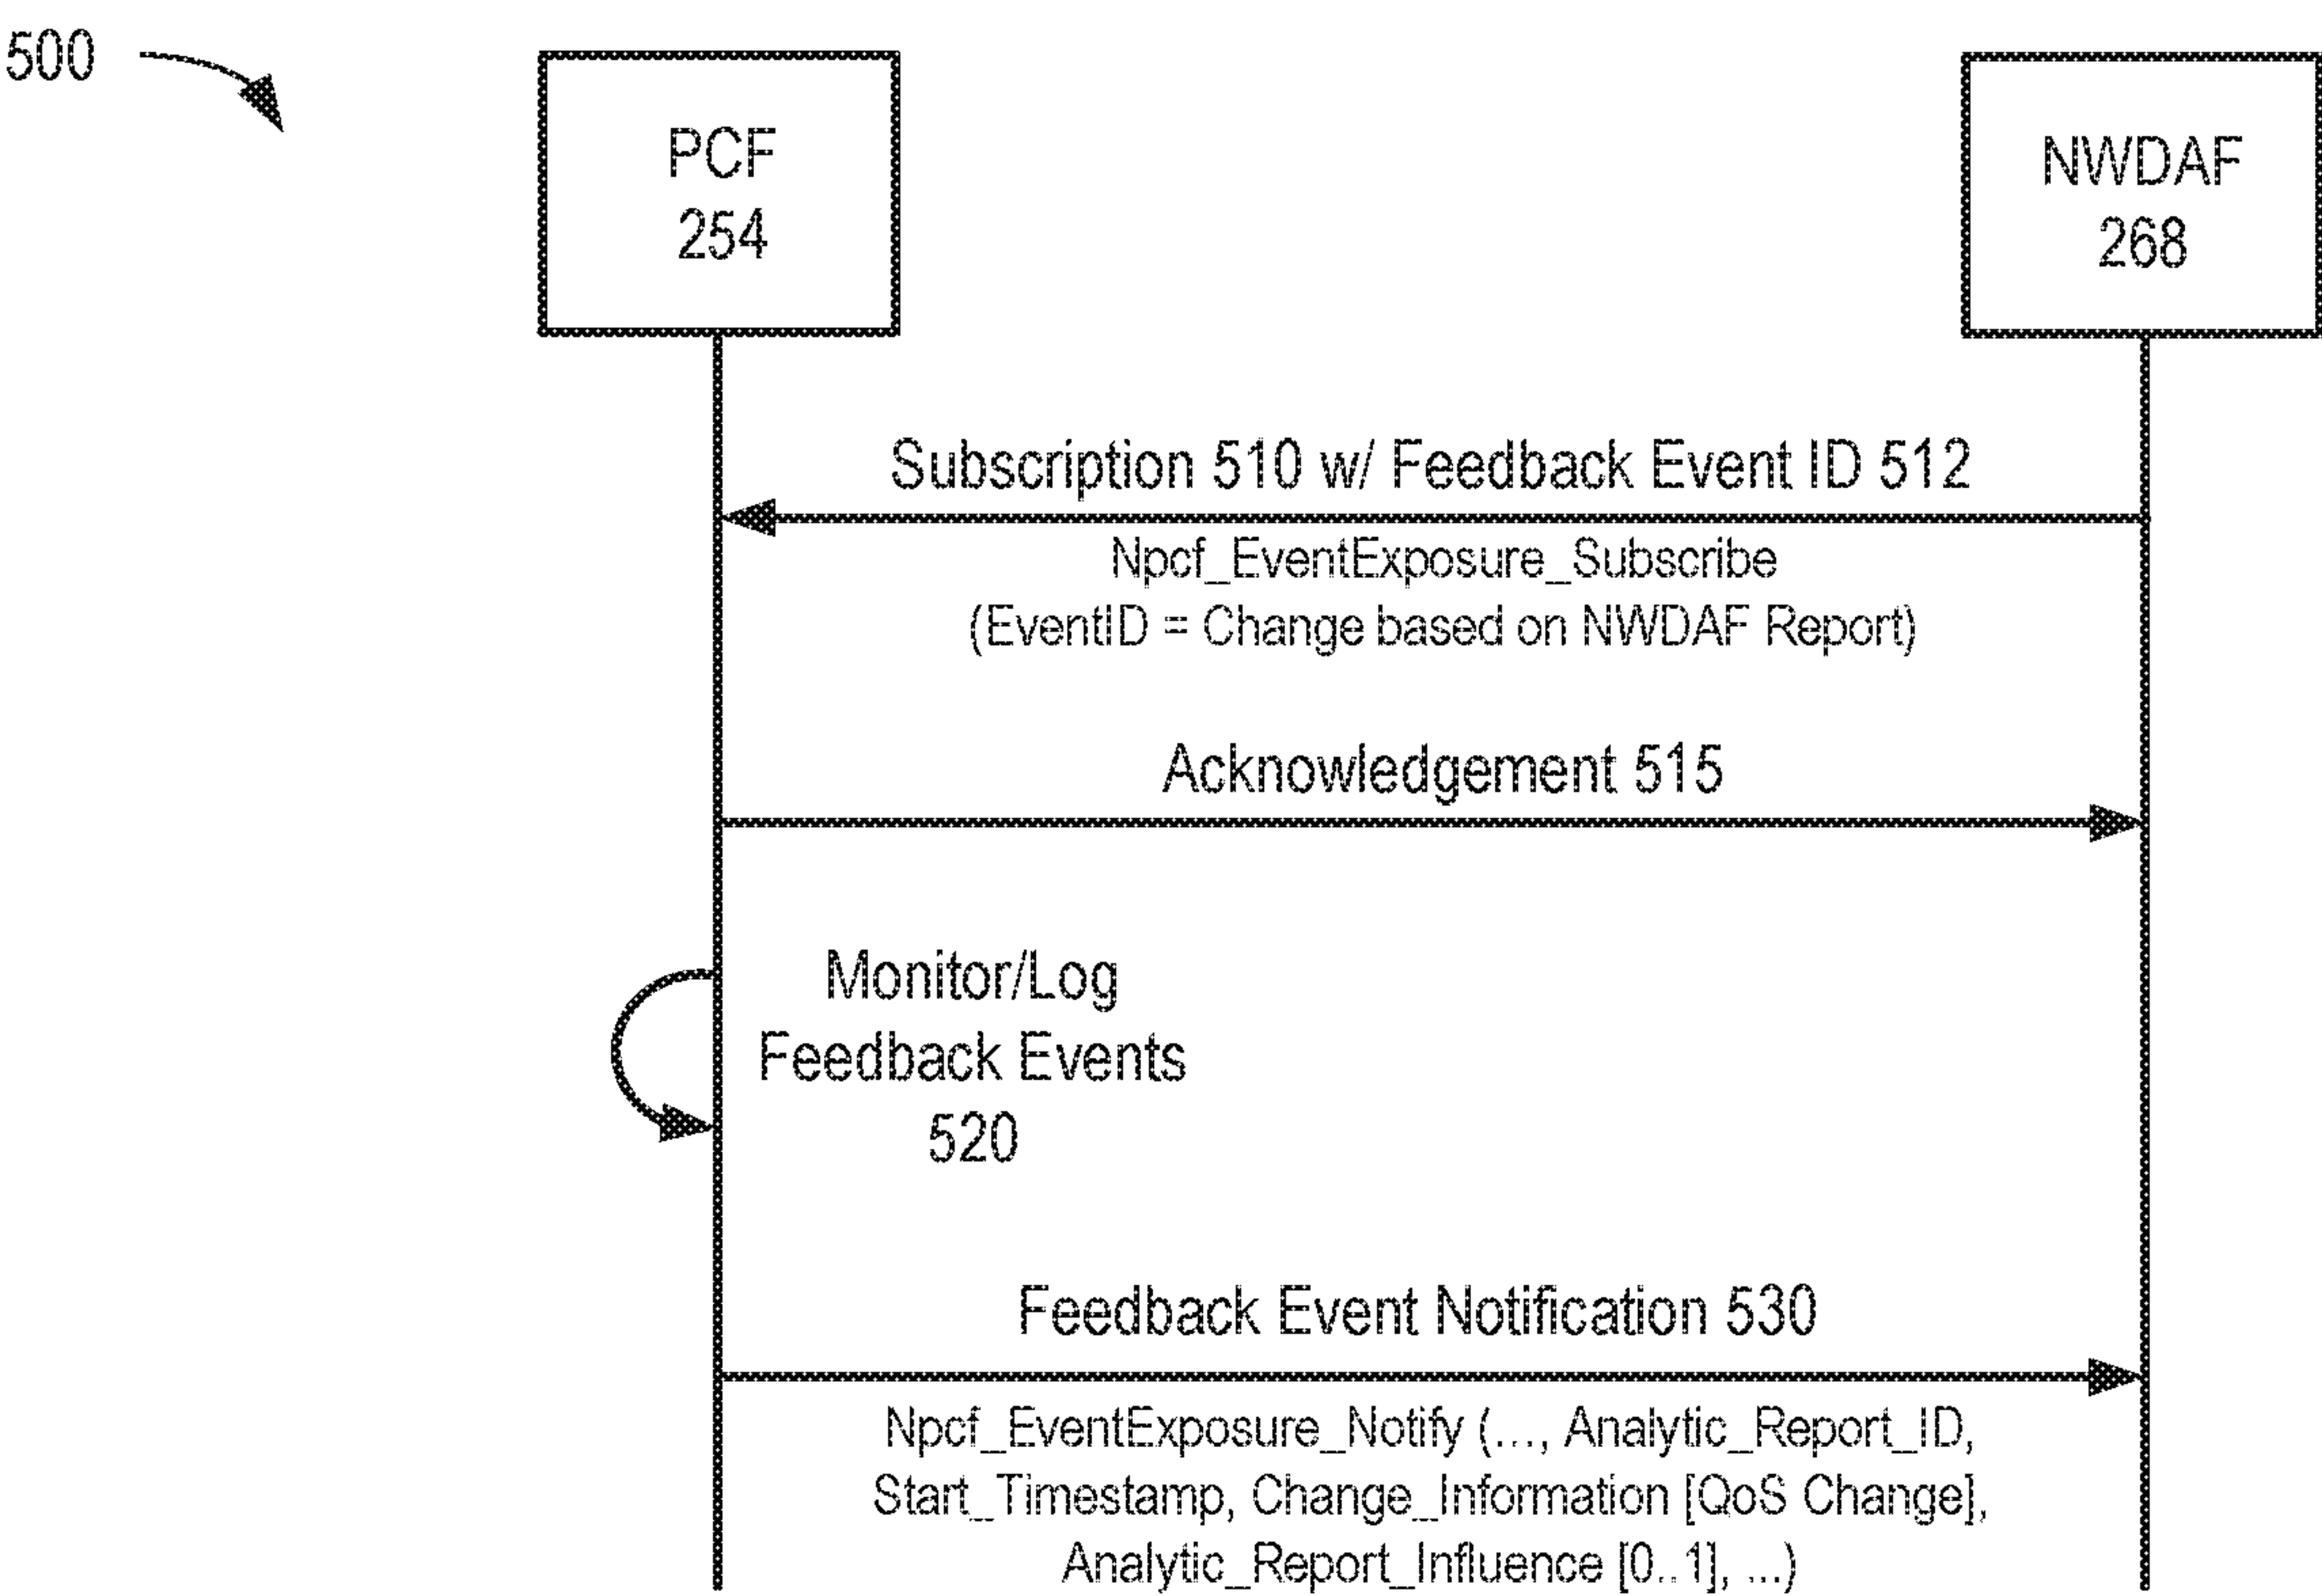 500
PCF
254
NWDAF
268
Subscription 510 w/ Feedback Event ID 512
Npcf_EventExposure_Subscribe
(EventID = Change based on NWDAF Report)
Acknowledgement 515
Monitor/Log
Feedback Events
520
Feedback Event Notification 530
Npcf_EventExposure_Notify (..., Analytic_Report_ID,
Start_Timestamp, Change_Information [QoS Change],
Analytic_Report_Influence [0..1], ...)